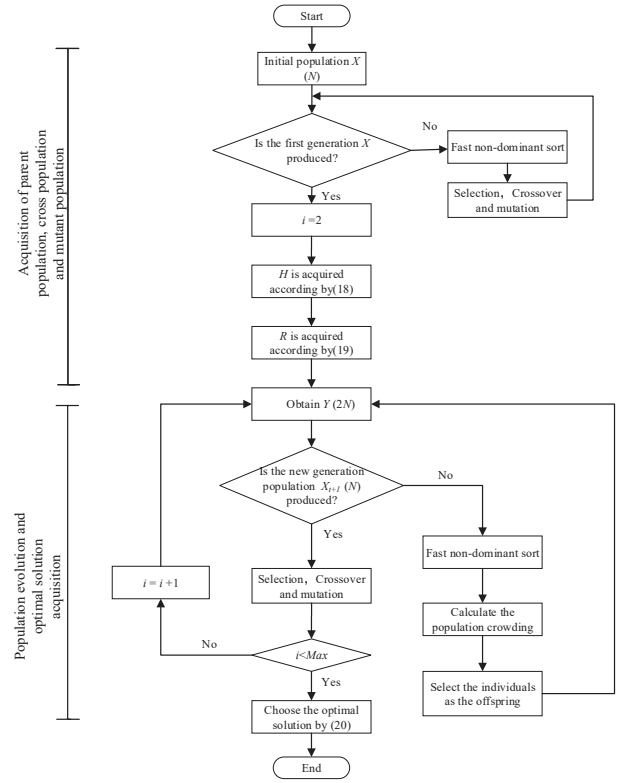 Start
Initial population X
(N)
Is the first generation X
produced?
No
Fast non-dominant sort
Selection, Crossover
and mutation
Yes
i =2
H is acquired
according by(18)
R is acquired
according by(19)
Acquisition of parent
population, cross population
and mutant population
Obtain Y (2N)
Is the new generation
population Xi+1 (N)
produced?
No
Fast non-dominant sort
Calculate the
population crowding
Select the individuals
as the offspring
Yes
Selection, Crossover
and mutation
i = i +1
No
i<Max
Yes
Choose the optimal
solution by (20)
End
Population evolution and
optimal solution
acquisition